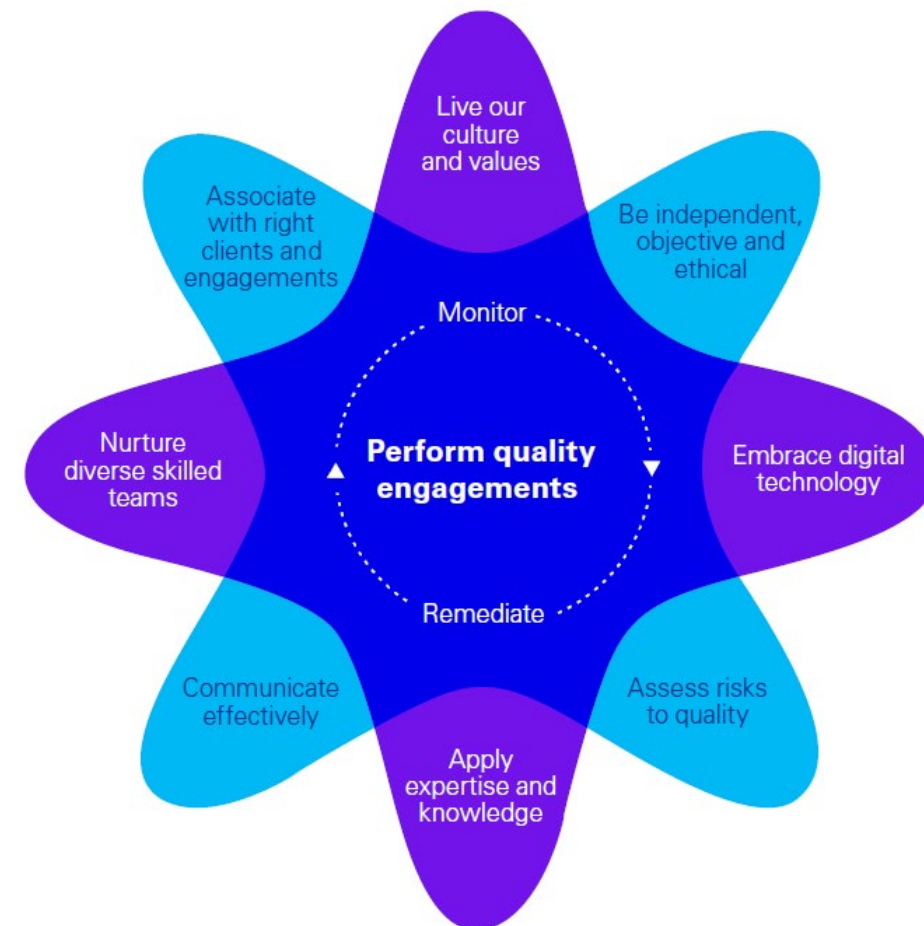 Live our
culture
and values
Be independent,
objective and
ethical
Embrace digital
technology
Assess risks
to quality
Apply
expertise and
knowledge
Communicate
effectively
Nurture
diverse skilled
teams
Associate
with right
clients and
engagements
Monitor
Perform quality
engagements
Remediate